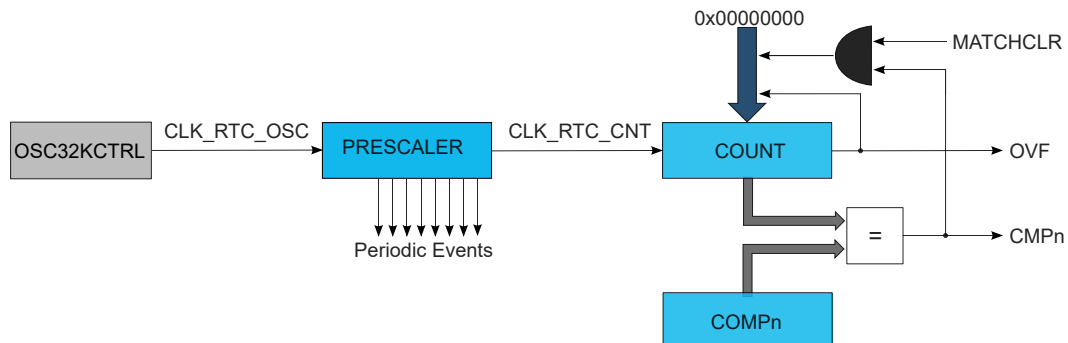 0x00000000
MATCHCLR
OSC32KCTRL
CLK_RTC_OSC
PRESCALER
CLK_RTC_CNT
COUNT
OVF
Periodic Events
=
CMPn
COMPn